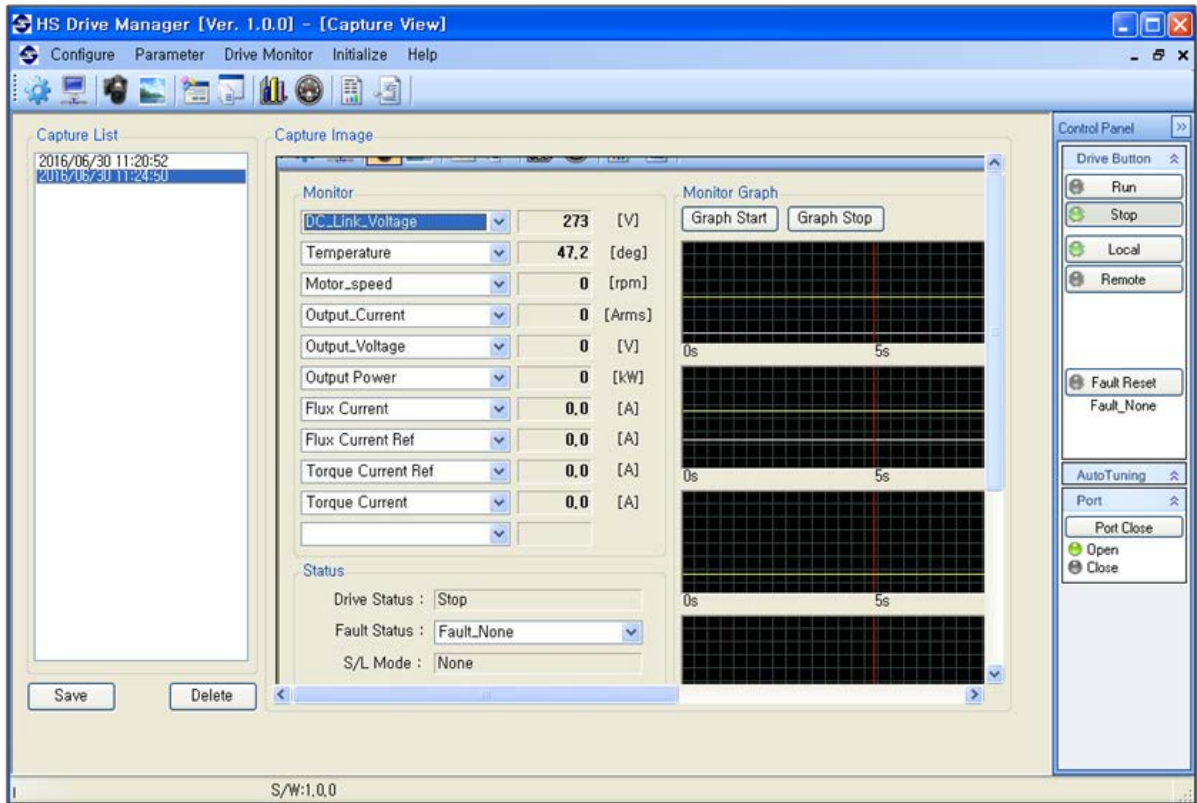 HS Drive Manager [Ver. 1.0.0] - [Capture View]
Configure Parameter Drive Monitor Initialize Help
Capture List
2016/06/30 11:20:52
2016/06/30 11:24:50
Save Delete
Capture Image
Monitor
DC_Link_Voltage 273 [V]
Temperature 47,2 [deg]
Motor_speed 0 [rpm]
Output_Current 0 [Arms]
Output_Voltage 0 [V]
Output Power 0 [kW]
Flux Current 0,0 [A]
Flux Current Ref 0,0 [A]
Torque Current Ref 0,0 [A]
Torque Current 0,0 [A]
Status
Drive Status : Stop
Fault Status : Fault_None
S/L Mode : None
Monitor Graph
Graph Start Graph Stop
0s 5s
0s 5s
0s 5s
Control Panel
Drive Button
Run
Stop
Local
Remote
Fault Reset
Fault_None
AutoTuning
Port
Port Close
Open
Close
S/W:1,0,0